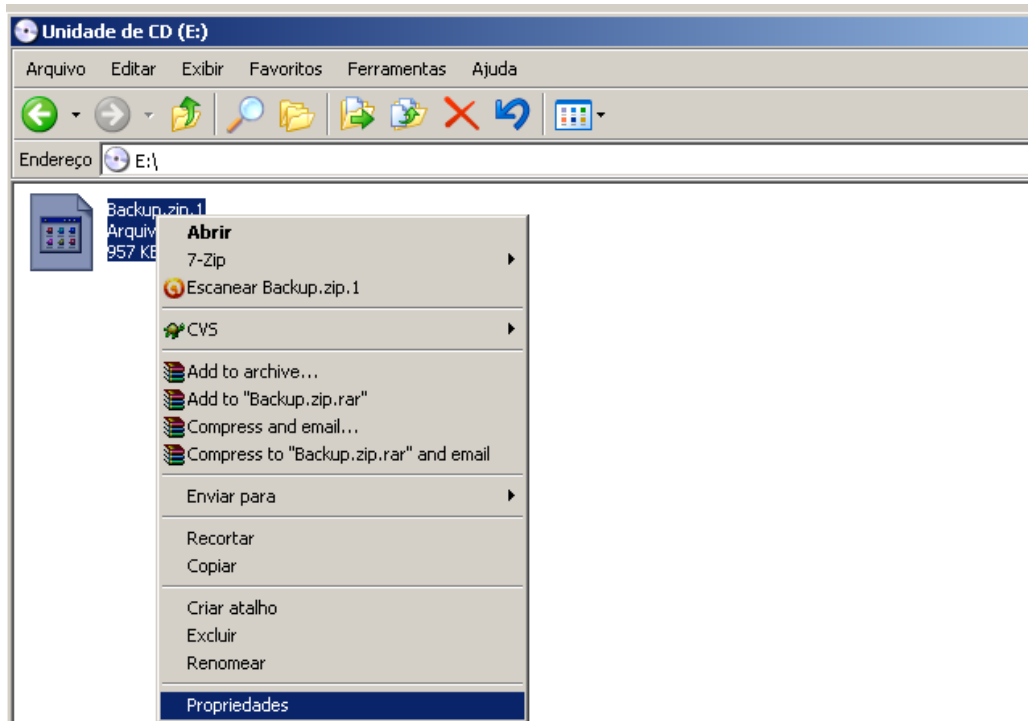 Unidade de CD (E:)
Arquivo Editar Exibir Favoritos Ferramentas Ajuda
Endereço E:\
Backup.zip.1
Arquiv
957 KB
Abrir
7-Zip
Escanear Backup.zip.1
CVS
Add to archive...
Add to "Backup.zip.rar"
Compress and email...
Compress to "Backup.zip.rar" and email
Enviar para
Recortar
Copiar
Criar atalho
Excluir
Renomear
Propriedades